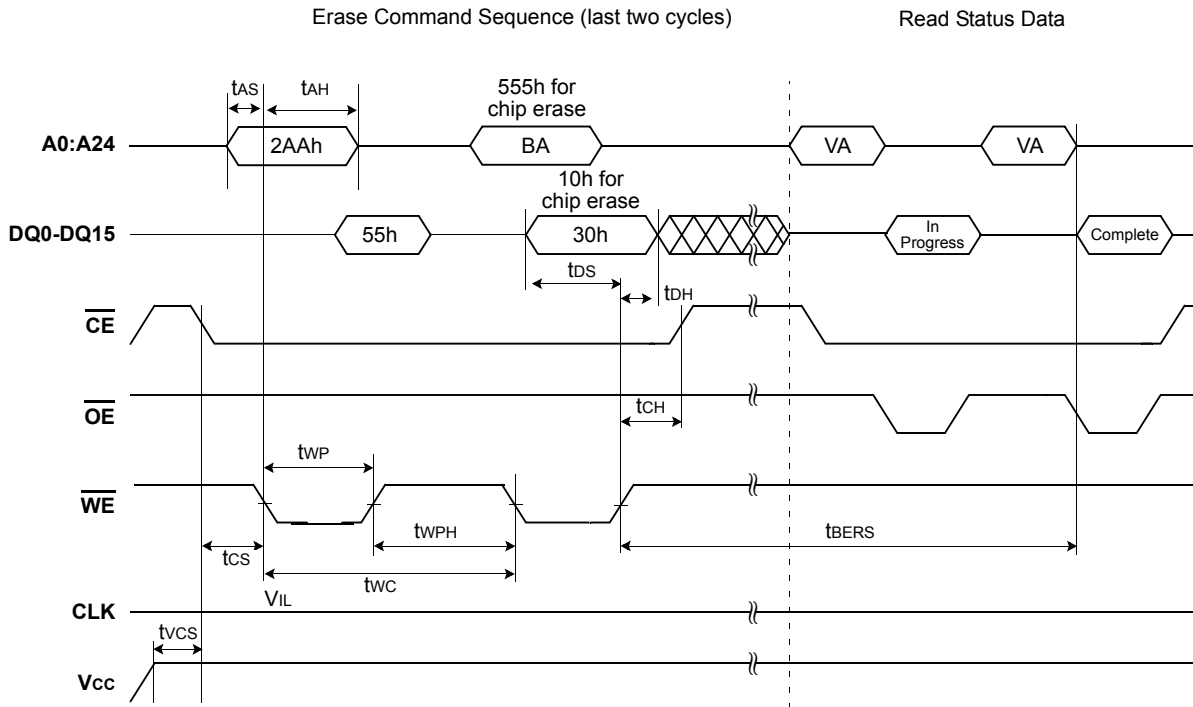 Erase Command Sequence (last two cycles)
Read Status Data
tAS
tAH
555h for
chip erase
A0:A24
2AAh
BA
VA
VA
10h for
chip erase
DQ0-DQ15
55h
30h
In
Progress
Complete
tDS
tDH
CE
tCH
OE
tWP
WE
tWPH
tBERS
tCS
tWC
VIL
CLK
tVCS
VCC